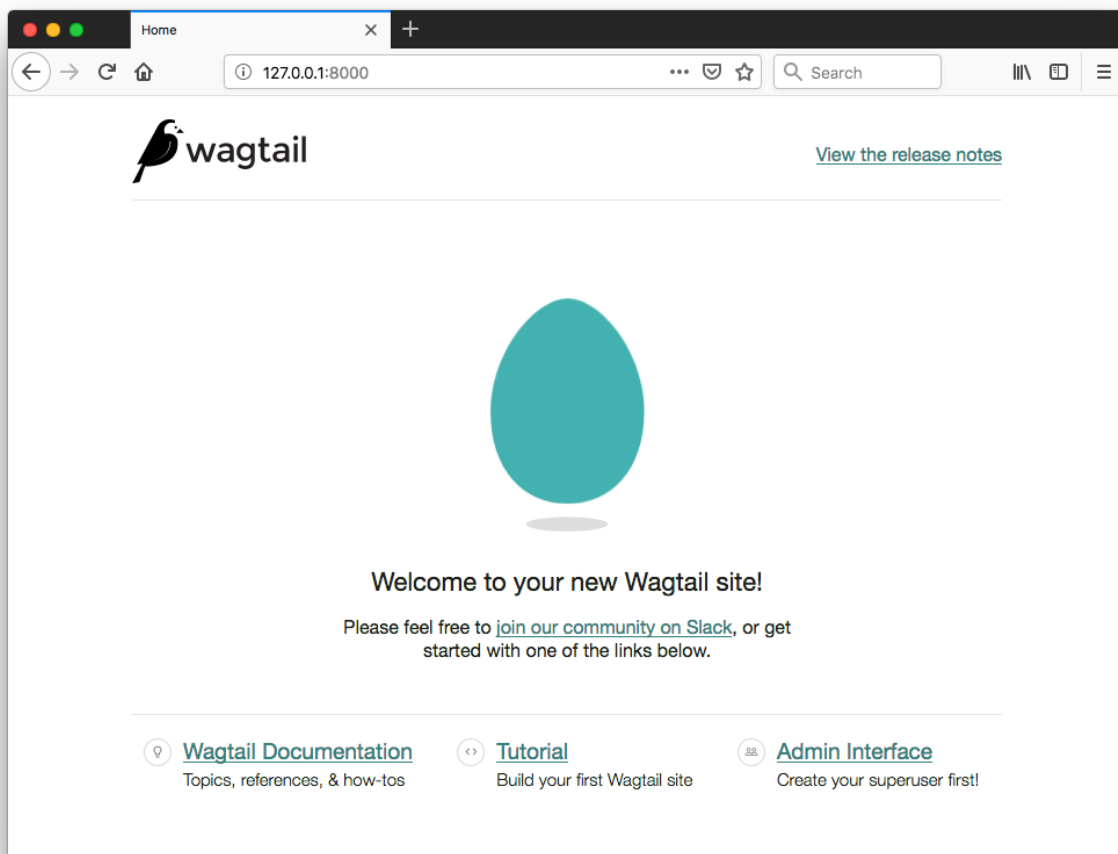 Home
127.0.0.1:8000
Search
wagtail
View the release notes
Welcome to your new Wagtail site!
Please feel free to join our community on Slack, or get
started with one of the links below.
Wagtail Documentation
Topics, references, & how-tos
Tutorial
Build your first Wagtail site
Admin Interface
Create your superuser first!